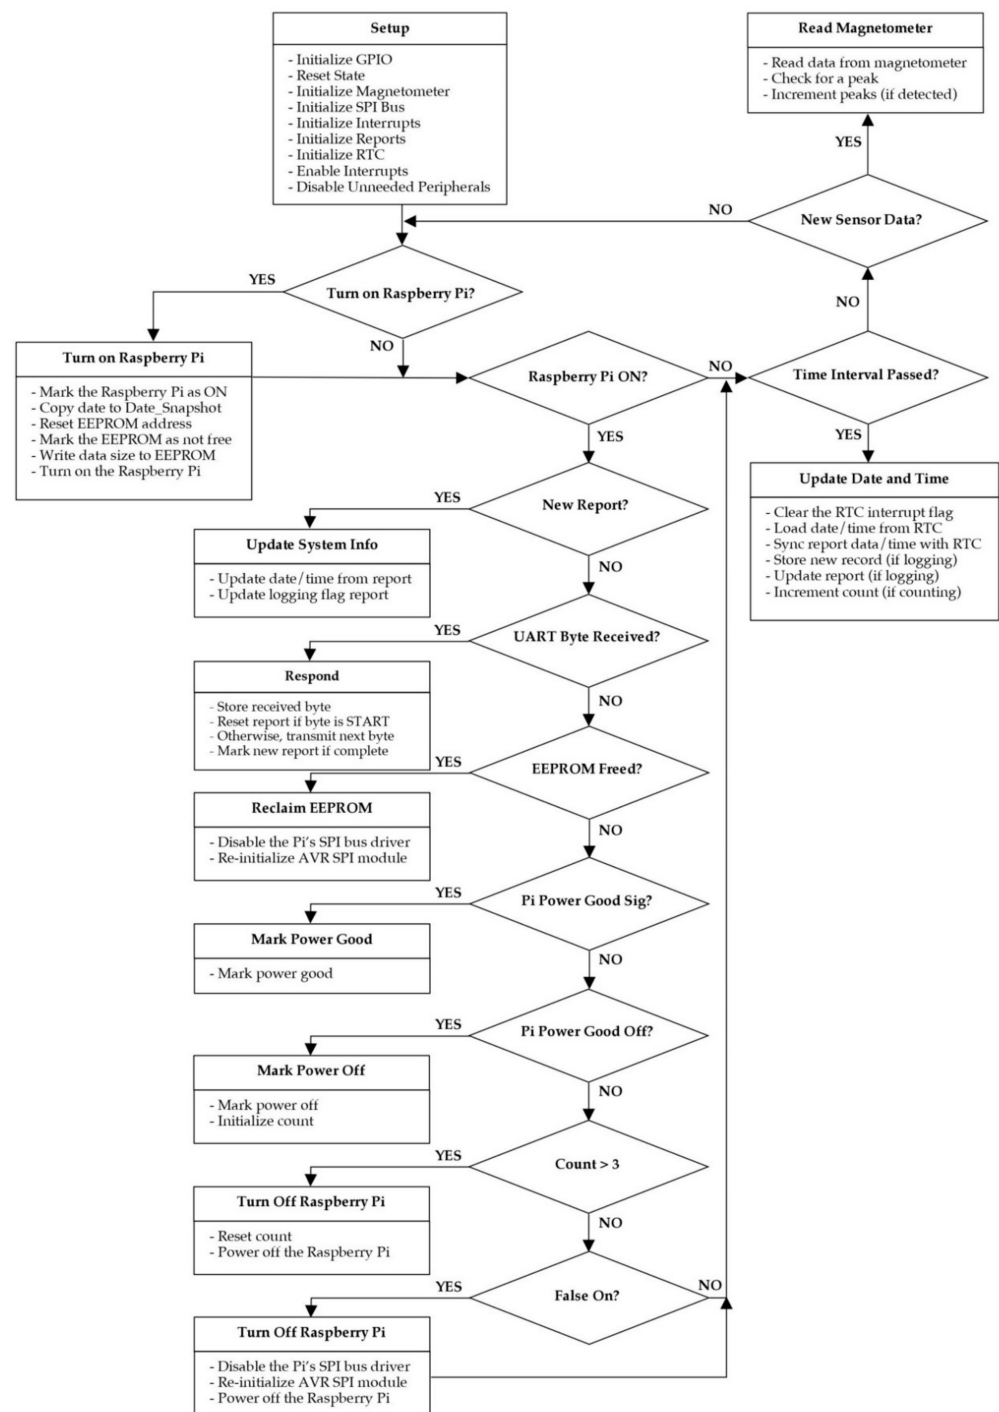 Setup
- Initialize GPIO
- Reset State
- Initialize Magnetometer
- Initialize SPI Bus
- Initialize Interrupts
- Initialize Reports
- Initialize RTC
- Enable Interrupts
- Disable Unneeded Peripherals
Read Magnetometer
- Read data from magnetometer
- Check for a peak
- Increment peaks (if detected)
YES
NO
New Sensor Data?
YES
Turn on Raspberry Pi?
NO
NO
Turn on Raspberry Pi
- Mark the Raspberry Pi as ON
- Copy date to Date_Snapshot
- Reset EEPROM address
- Mark the EEPROM as not free
- Write data size to EEPROM
- Turn on the Raspberry Pi
Raspberry Pi ON?
NO
Time Interval Passed?
YES
YES
Update Date and Time
- Clear the RTC interrupt flag
- Load date/time from RTC
- Sync report data/time with RTC
- Store new record (if logging)
- Update report (if logging)
- Increment count (if counting)
YES
New Report?
Update System Info
- Update date/time from report
- Update logging flag report
NO
YES
UART Byte Received?
Respond
- Store received byte
- Reset report if byte is START
- Otherwise, transmit next byte
- Mark new report if complete
NO
YES
EEPROM Freed?
Reclaim EEPROM
- Disable the Pi's SPI bus driver
- Re-initialize AVR SPI module
NO
YES
Pi Power Good Sig?
Mark Power Good
- Mark power good
NO
YES
Pi Power Good Off?
Mark Power Off
- Mark power off
- Initialize count
NO
YES
Count > 3
Turn Off Raspberry Pi
- Reset count
- Power off the Raspberry Pi
NO
YES
False On?
NO
Turn Off Raspberry Pi
- Disable the Pi's SPI bus driver
- Re-initialize AVR SPI module
- Power off the Raspberry Pi